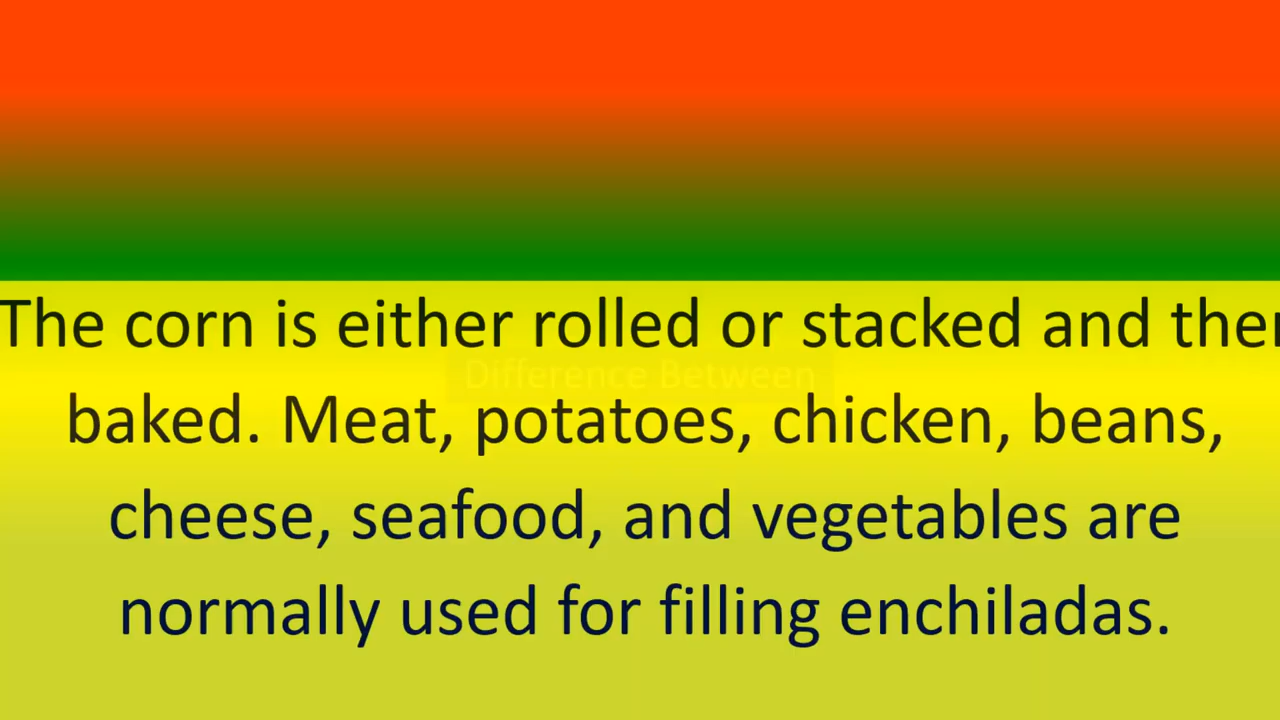 The corn is either rolled or stacked and then
Difference Between
baked. Meat, potatoes, chicken, beans,
cheese, seafood, and vegetables are
normally used for filling enchiladas.